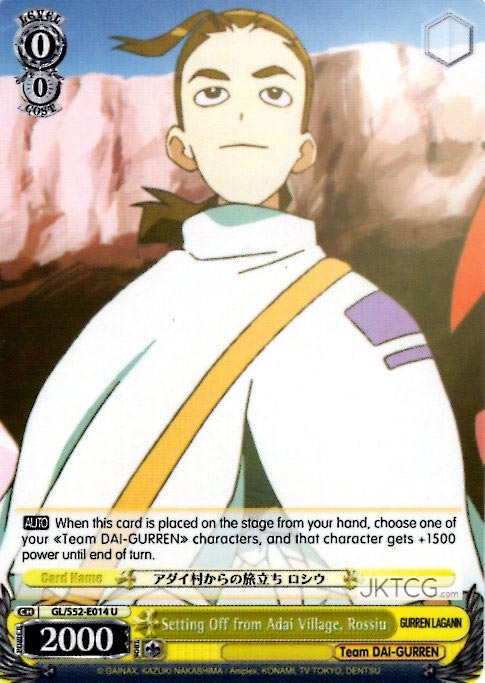 LEVEL
0
0
COST
AUTO When this card is placed on the stage from your hand, choose one of
your «Team DAI-GURREN» characters, and that character gets +1500
power until end of turn.
Card Name アダイ村からの旅立ち ロシウ
JKTCG.com
CH GL/S52-E014 U
Setting Off from Adai Village, Rossiu GURREN LAGANN
POWER 2000 SOUL
Team DAI-GURREN
© GAINAX, KAZUKI NAKASHIMA / Aniplex, KONAMI, TV TOKYO, DENTSU